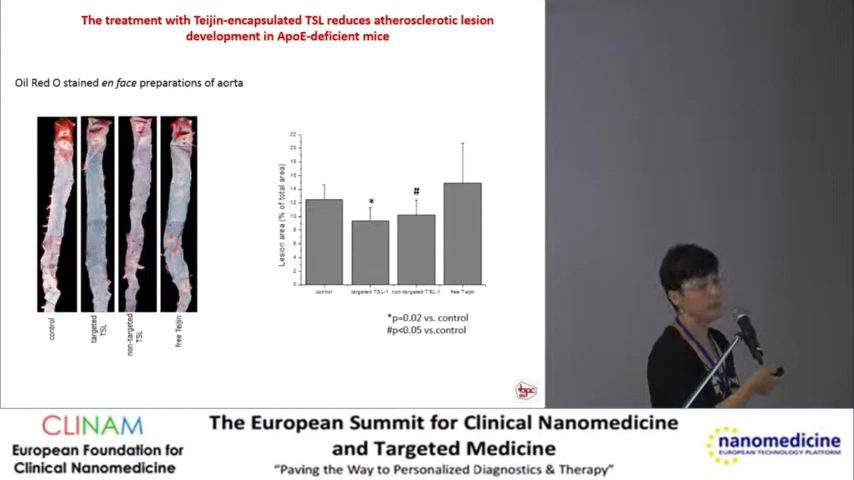 The treatment with Teijin-encapsulated TSL reduces atherosclerotic lesion
development in ApoE-deficient mice
Oil Red O stained en face preparations of aorta
control
targeted
TSL
non-targeted
TSL
free Teijin
Lesion area (% of total area)
22
20
18
16
14
12
10
8
6
4
2
0
*
#
control
targeted TSL-1
non-targeted TSL-1
free Teijin
*p=0.02 vs. control
#p<0.05 vs.control
CLINAM
European Foundation for
Clinical Nanomedicine
The European Summit for Clinical Nanomedicine
and Targeted Medicine
“Paving the Way to Personalized Diagnostics & Therapy”
nanomedicine
EUROPEAN TECHNOLOGY PLATFORM